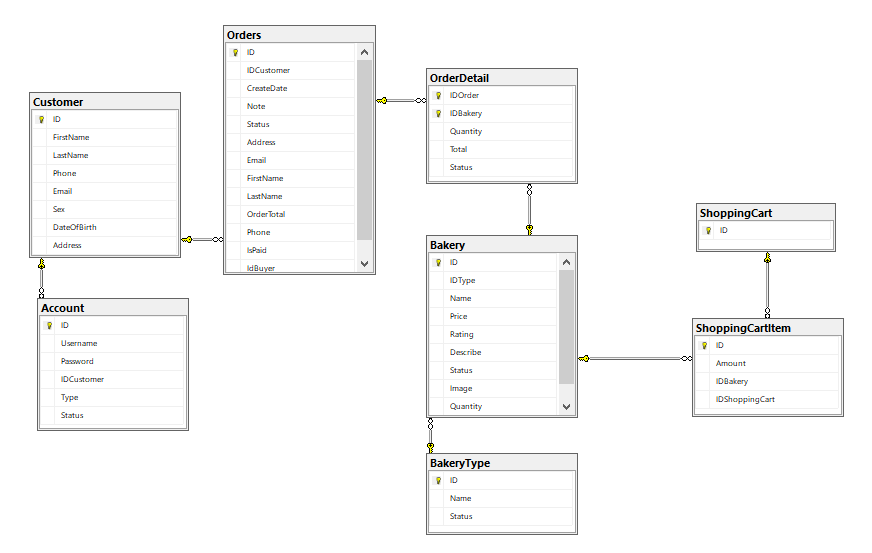 Orders
ID
IDCustomer
CreateDate
Note
Status
Address
Email
FirstName
LastName
OrderTotal
Phone
IsPaid
IdBuyer
Customer
ID
FirstName
LastName
Phone
Email
Sex
DateOfBirth
Address
Account
ID
Username
Password
IDCustomer
Type
Status
OrderDetail
IDOrder
IDBakery
Quantity
Total
Status
Bakery
ID
IDType
Name
Price
Rating
Describe
Status
Image
Quantity
BakeryType
ID
Name
Status
ShoppingCart
ID
ShoppingCartItem
ID
Amount
IDBakery
IDShoppingCart